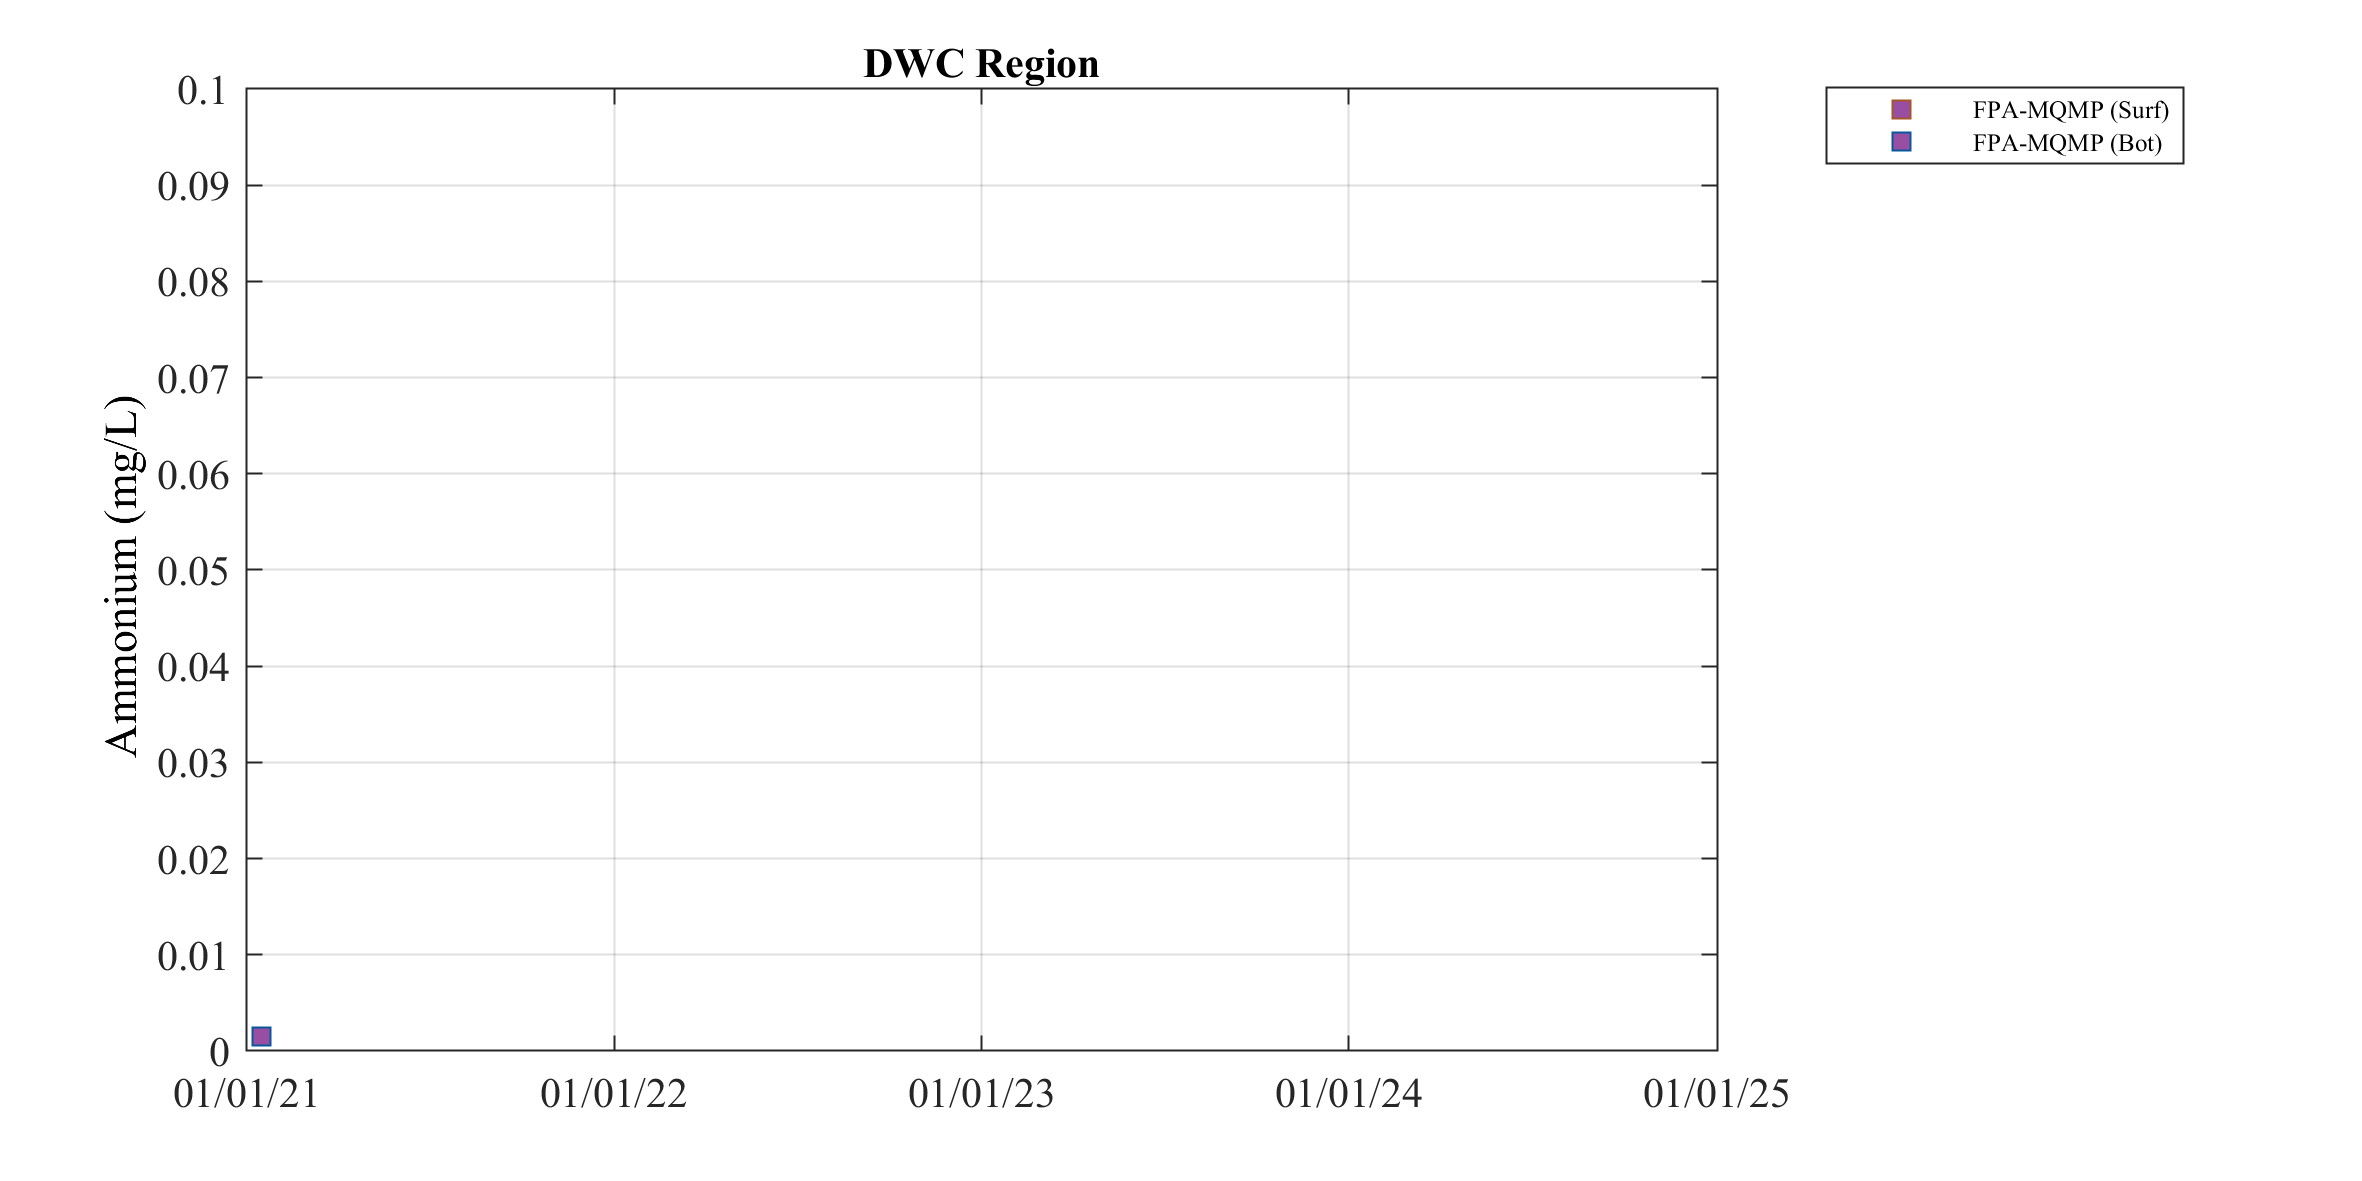 DWC Region
0.1
0.09
0.08
0.07
0.06
0.05
0.04
0.03
0.02
0.01
0
Ammonium (mg/L)
01/01/21 01/01/22 01/01/23 01/01/24 01/01/25
FPA-MQMP (Surf)
FPA-MQMP (Bot)